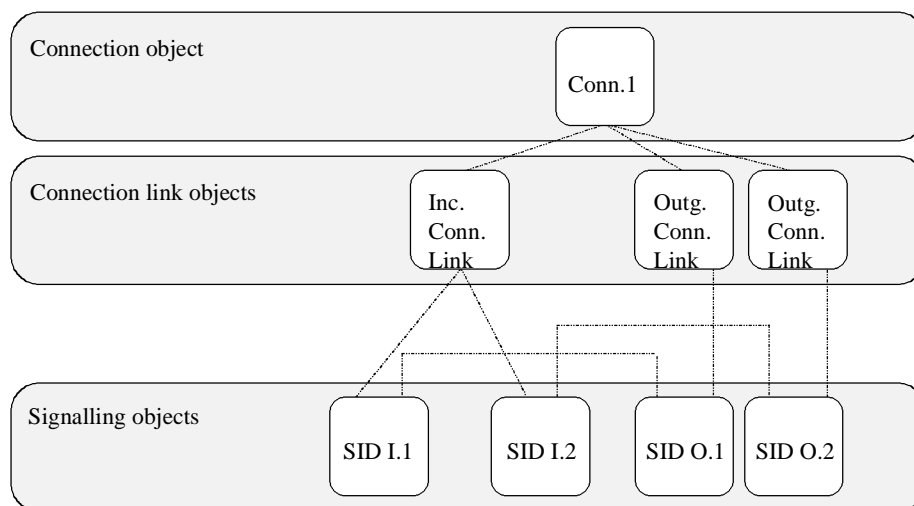 Connection object
Conn.1
Connection link objects
Inc.
Conn.
Link
Outg.
Conn.
Link
Outg.
Conn.
Link
Signalling objects
SID I.1
SID I.2
SID O.1
SID O.2